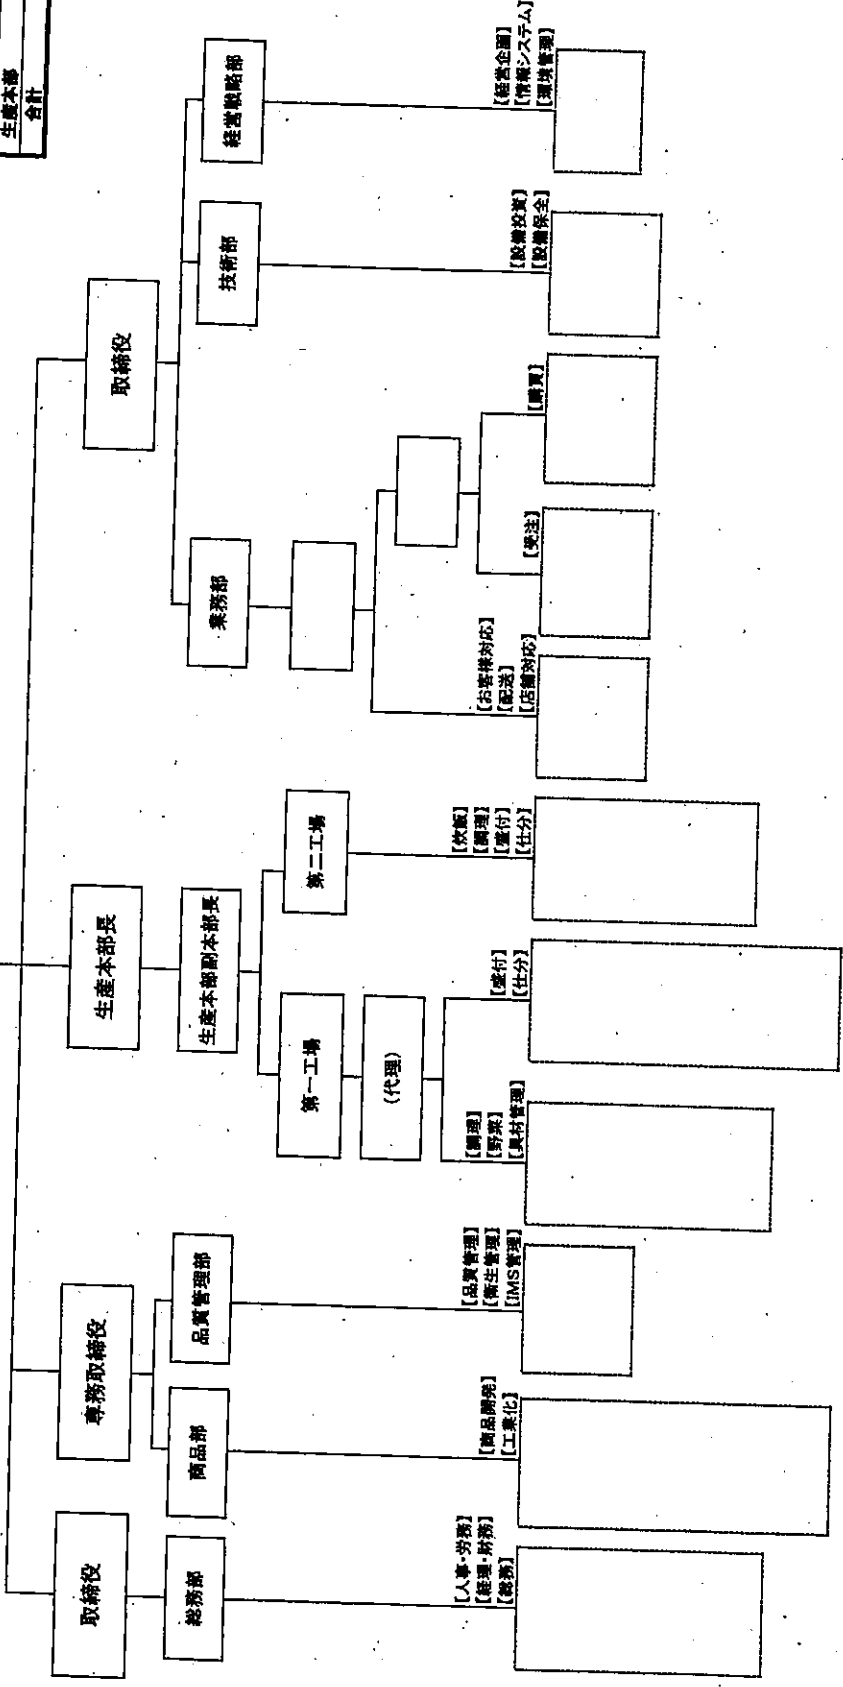 生産本部
合計
取締役
専務取締役
生産本部長
取締役
総務部
商品部
品質管理部
生産本部副本部長
業務部
技術部
経営戦略部
第一工場
第二工場
(代理)
【人事・労務】
【経理・財務】
【総務】
【商品開発】
【工業化】
【品質管理】
【衛生管理】
【IMS管理】
【調理】
【野菜】
【具材管理】
【盛付】
【仕分】
【炊飯】
【調理】
【盛付】
【仕分】
【お客様対応】
【配送】
【店舗対応】
【受注】
【購買】
【設備投資】
【設備保全】
【経営企画】
【情報システム】
【環境管理】